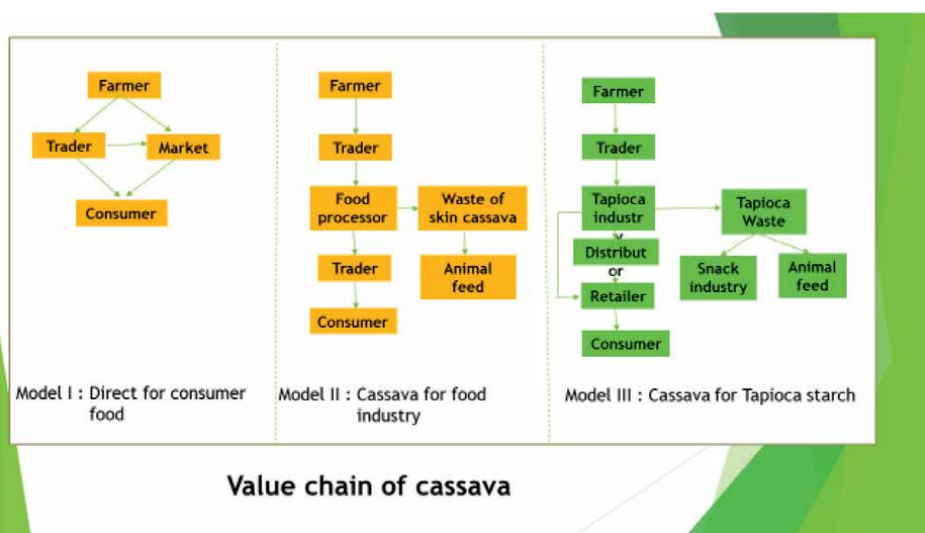 Farmer
Trader
Market
Consumer
Model I : Direct for consumer
food
Farmer
Trader
Food
processor
Waste of
skin cassava
Trader
Animal
feed
Consumer
Model II : Cassava for food
industry
Farmer
Trader
Tapioca
industr
y
Tapioca
Waste
Distribut
or
Snack
industry
Animal
feed
Retailer
Consumer
Model III : Cassava for Tapioca starch
Value chain of cassava